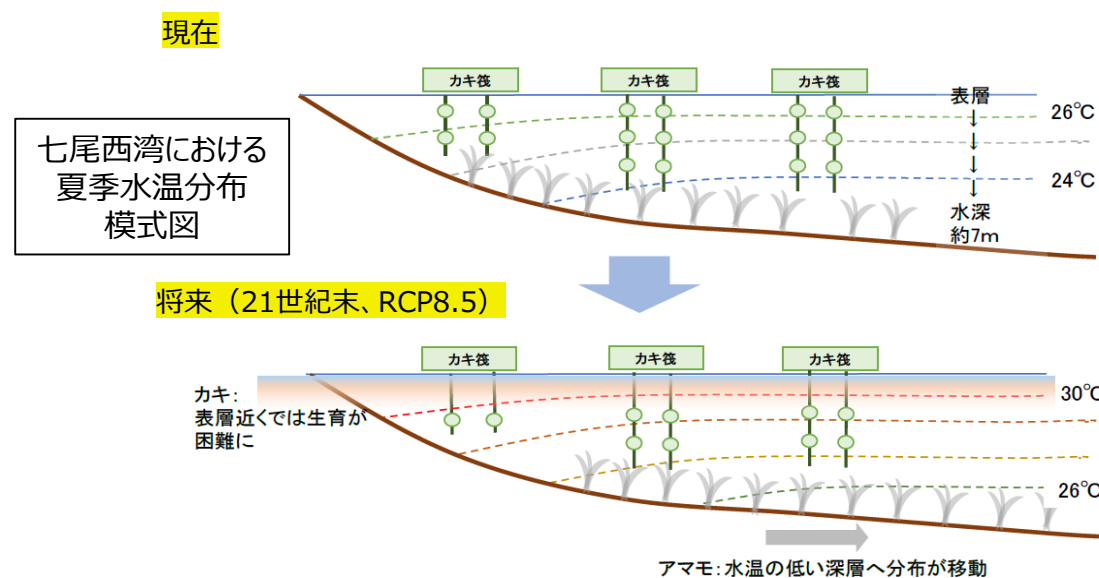 現在
カキ筏 カキ筏 カキ筏
七尾西湾における
夏季水温分布
模式図
表層
↓
↓
↓
↓
水深
約7m
26℃
24℃
将来（21世紀末、RCP8.5）
カキ筏 カキ筏 カキ筏
カキ：
表層近くでは生育が
困難に
30℃
26℃
アマモ：水温の低い深層へ分布が移動